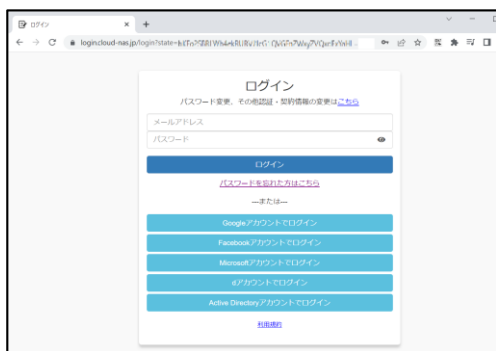 ログイン
login.cloud-nas.jp/login?state=
ログイン
パスワード変更、その他認証・契約情報の変更はこちら
メールアドレス
パスワード
ログイン
パスワードを忘れた方はこちら
―または―
Googleアカウントでログイン
Facebookアカウントでログイン
Microsoftアカウントでログイン
dアカウントでログイン
Active Directoryアカウントでログイン
利用規約